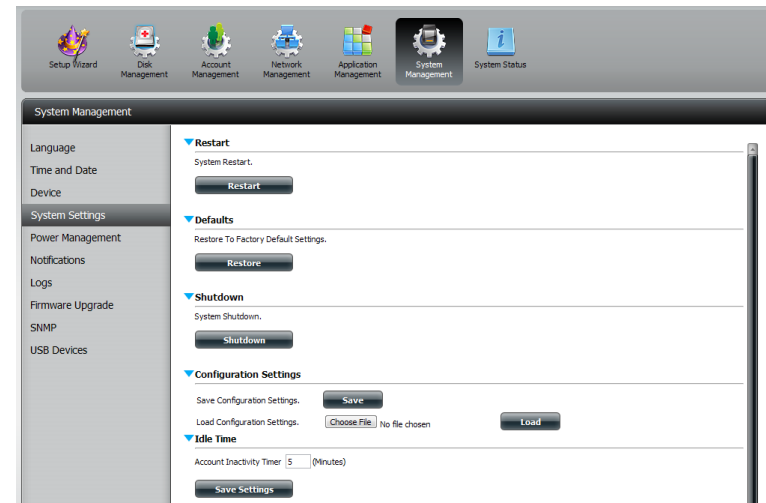 Setup Wizard
Disk Management
Account Management
Network Management
Application Management
System Management
System Status
System Management
Language
Time and Date
Device
System Settings
Power Management
Notifications
Logs
Firmware Upgrade
SNMP
USB Devices
Restart
System Restart.
Restart
Defaults
Restore To Factory Default Settings.
Restore
Shutdown
System Shutdown.
Shutdown
Configuration Settings
Save Configuration Settings. Save
Load Configuration Settings. Choose File No file chosen Load
Idle Time
Account Inactivity Timer 5 (Minutes)
Save Settings